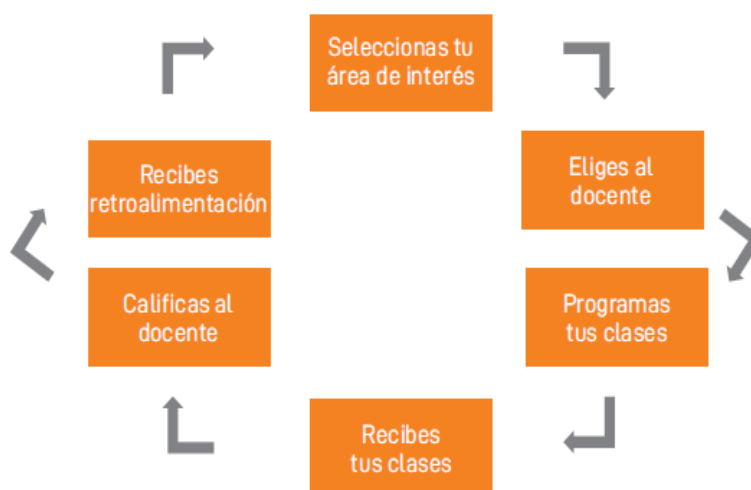 Seleccionas tu
área de interés
Eliges al
docente
Programas
tus clases
Recibes
tus clases
Calificas al
docente
Recibes
retroalimentación